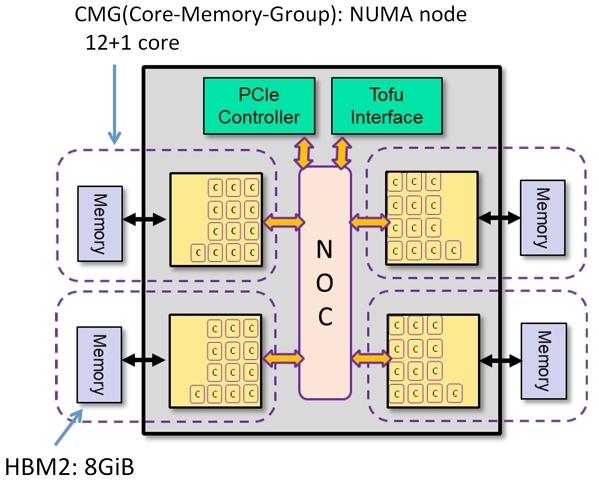 CMG(Core-Memory-Group): NUMA node
12+1 core
PCIe
Controller
Tofu
Interface
Memory
C C C
C C C
C C C
C C C C
N
O
C
C C C
C C C
C C C
C C C C
Memory
Memory
C C C
C C C
C C C
C C C C
C C C
C C C
C C C
C C C C
Memory
HBM2: 8GiB